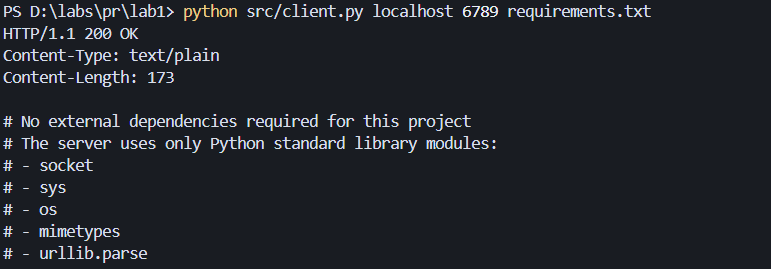 PS D:\labs\pr\lab1> python src/client.py localhost 6789 requirements.txt
HTTP/1.1 200 OK
Content-Type: text/plain
Content-Length: 173

# No external dependencies required for this project
# The server uses only Python standard library modules:
# - socket
# - sys
# - os
# - mimetypes
# - urllib.parse